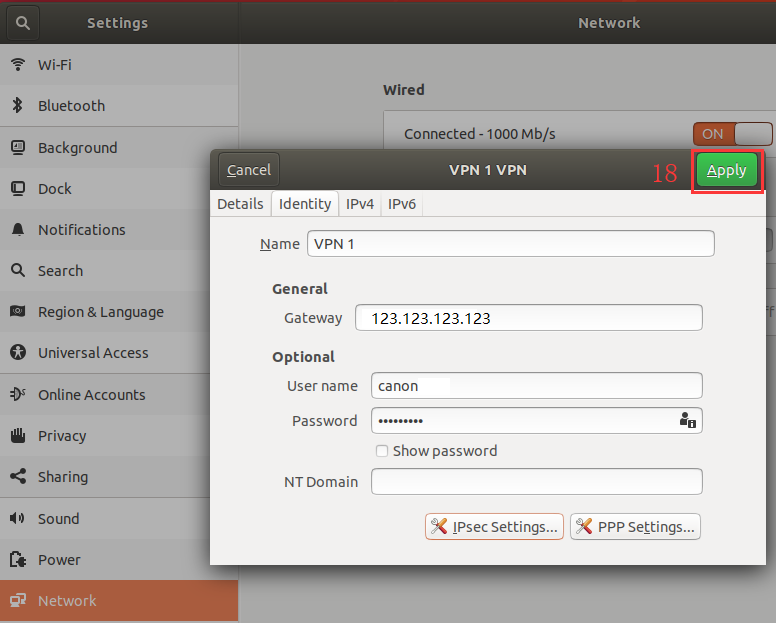 Settings
Network
Wi-Fi
Bluetooth
Background
Dock
Notifications
Search
Region & Language
Universal Access
Online Accounts
Privacy
Sharing
Sound
Power
Network
Wired
Connected - 1000 Mb/s
ON
Cancel
VPN 1 VPN
18
Apply
Details
Identity
IPv4
IPv6
Name
VPN 1
General
Gateway
123.123.123.123
Optional
User name
canon
Password
•••••••••
Show password
NT Domain
IPsec Settings...
PPP Settings...